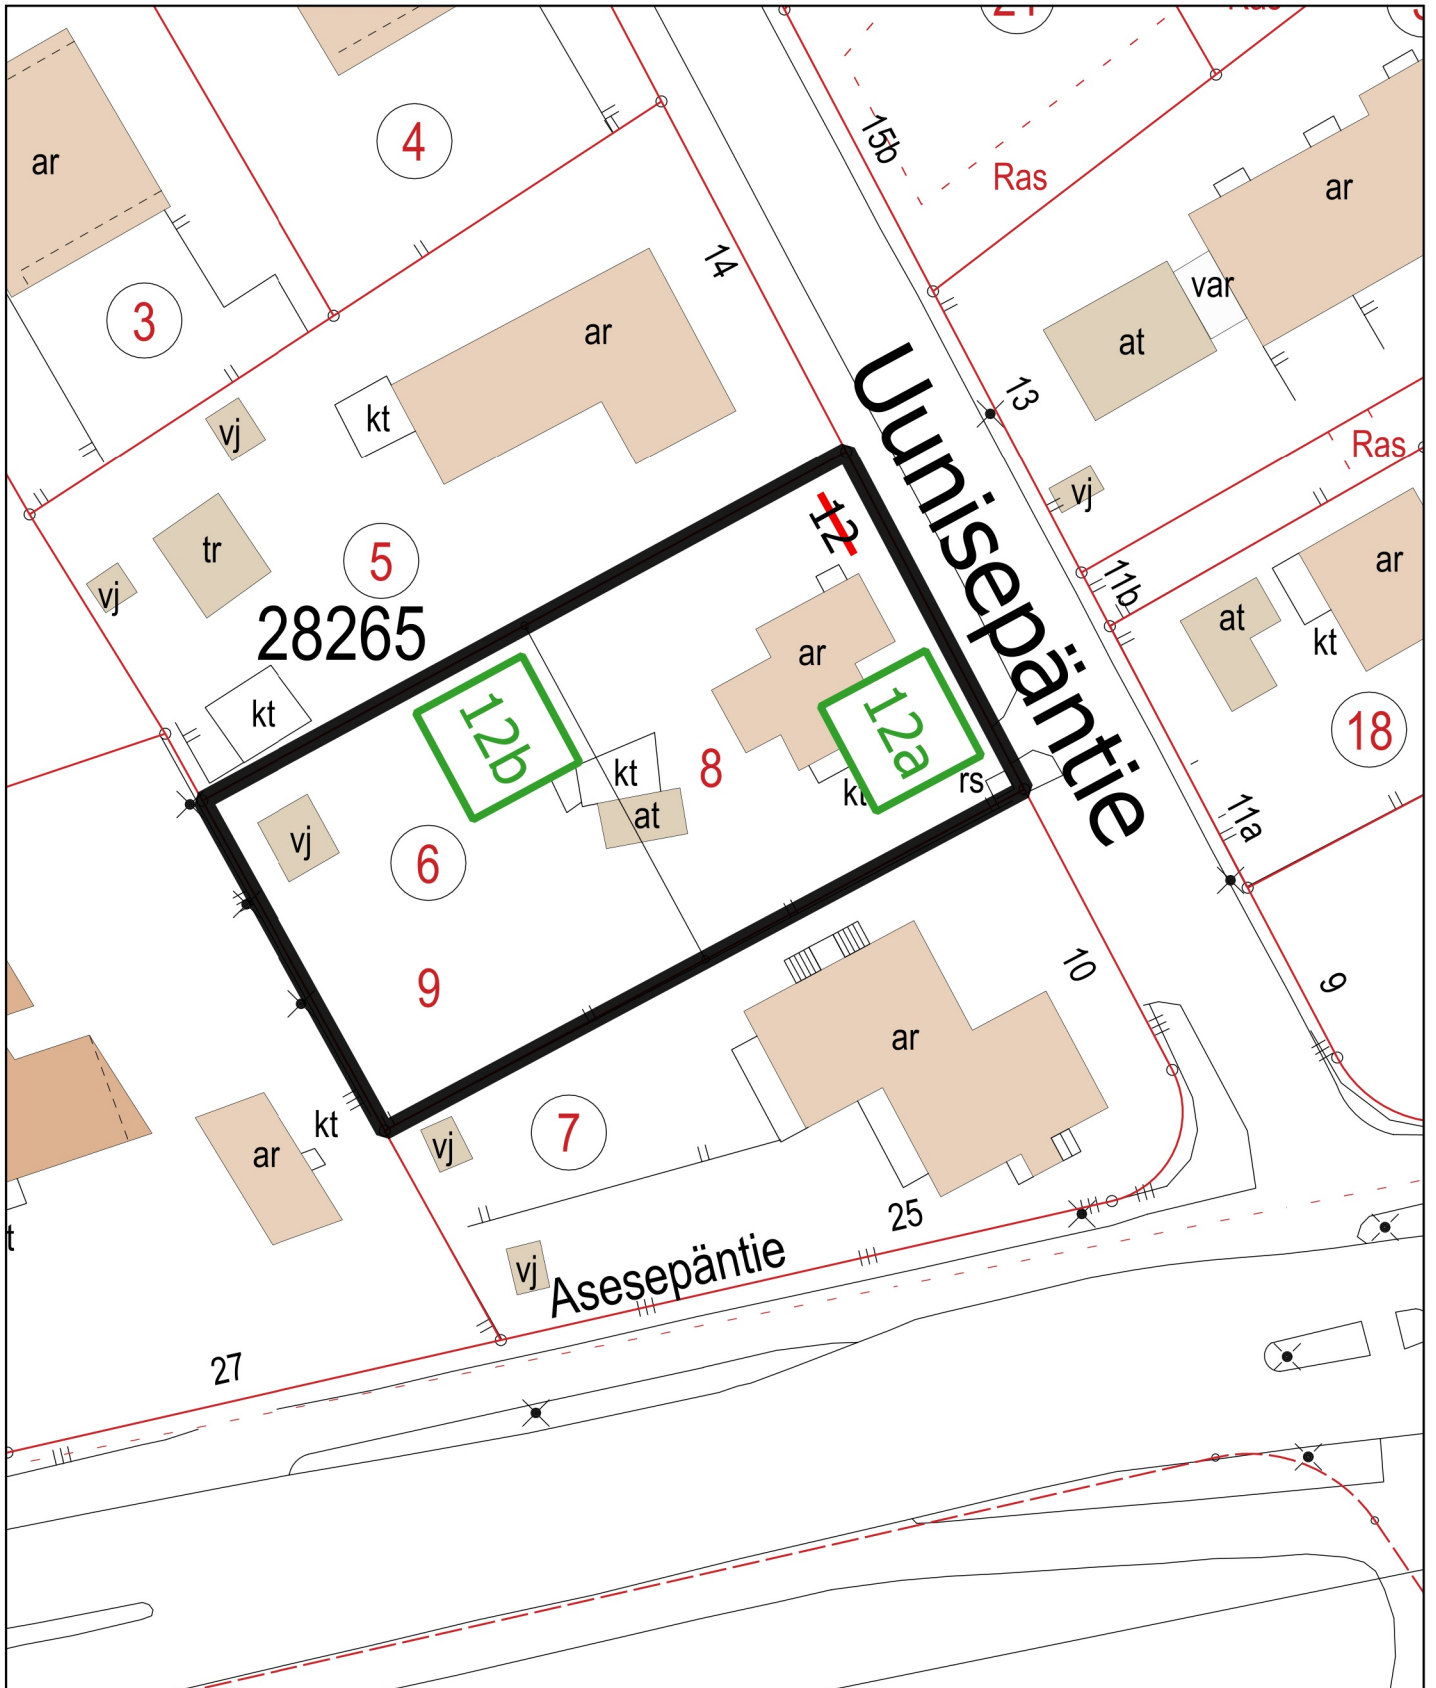 4
15b
Ras
ar
ar
14
3
var
ar
at
13
kt
vj
Ras
Uunisepäntie
vj
12
tr
5
11b
ar
vj
28265
at
kt
ar
kt
12b
12a
18
8
kt
kt
rs
at
11a
vj
6
10
9
9
ar
kt
7
ar
vj
25
vj
Asesepäntie
27